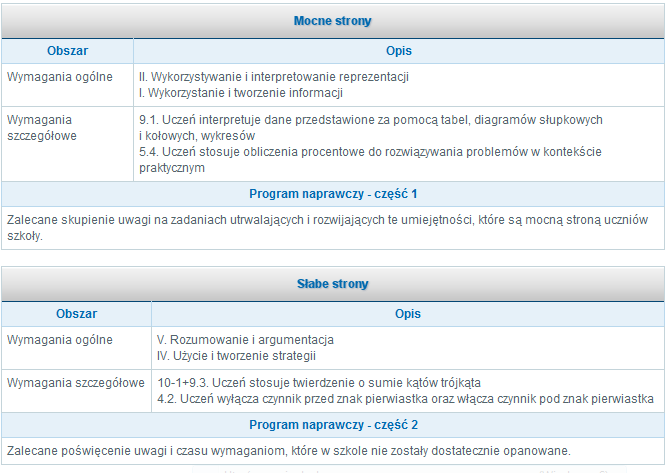 Mocne strony
Obszar Opis
Wymagania ogólne II. Wykorzystywanie i interpretowanie reprezentacji
I. Wykorzystanie i tworzenie informacji
Wymagania szczegółowe 9.1. Uczeń interpretuje dane przedstawione za pomocą tabel, diagramów słupkowych
i kołowych, wykresów
5.4. Uczeń stosuje obliczenia procentowe do rozwiązywania problemów w kontekście
praktycznym
Program naprawczy - część 1
Zalecane skupienie uwagi na zadaniach utrwalających i rozwijających te umiejętności, które są mocną stroną uczniów
szkoły.
Słabe strony
Obszar Opis
Wymagania ogólne V. Rozumowanie i argumentacja
IV. Użycie i tworzenie strategii
Wymagania szczegółowe 10-1+9.3. Uczeń stosuje twierdzenie o sumie kątów trójkąta
4.2. Uczeń wyłącza czynnik przed znak pierwiastka oraz włącza czynnik pod znak pierwiastka
Program naprawczy - część 2
Zalecane poświęcenie uwagi i czasu wymaganiom, które w szkole nie zostały dostatecznie opanowane.